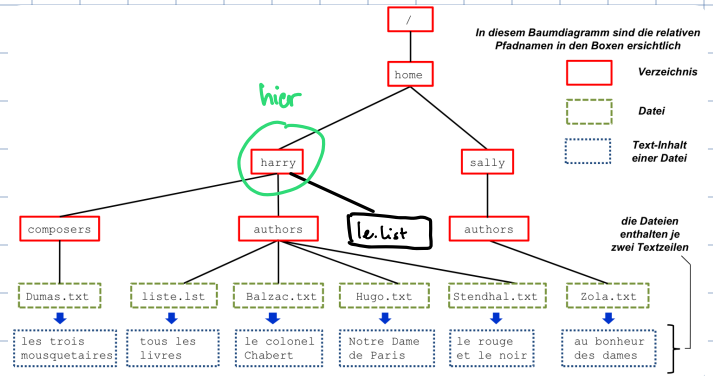 /
In diesem Baumdiagramm sind die relativen
Pfadnamen in den Boxen ersichtlich
home
Verzeichnis
hier
Datei
Text-Inhalt
einer Datei
harry
sally
composers
authors
le.list
authors
die Dateien
enthalten je
zwei Textzeilen
Dumas.txt
liste.lst
Balzac.txt
Hugo.txt
Stendhal.txt
Zola.txt
les trois
mousquetaires
tous les
livres
le colonel
Chabert
Notre Dame
de Paris
le rouge
et le noir
au bonheur
des dames